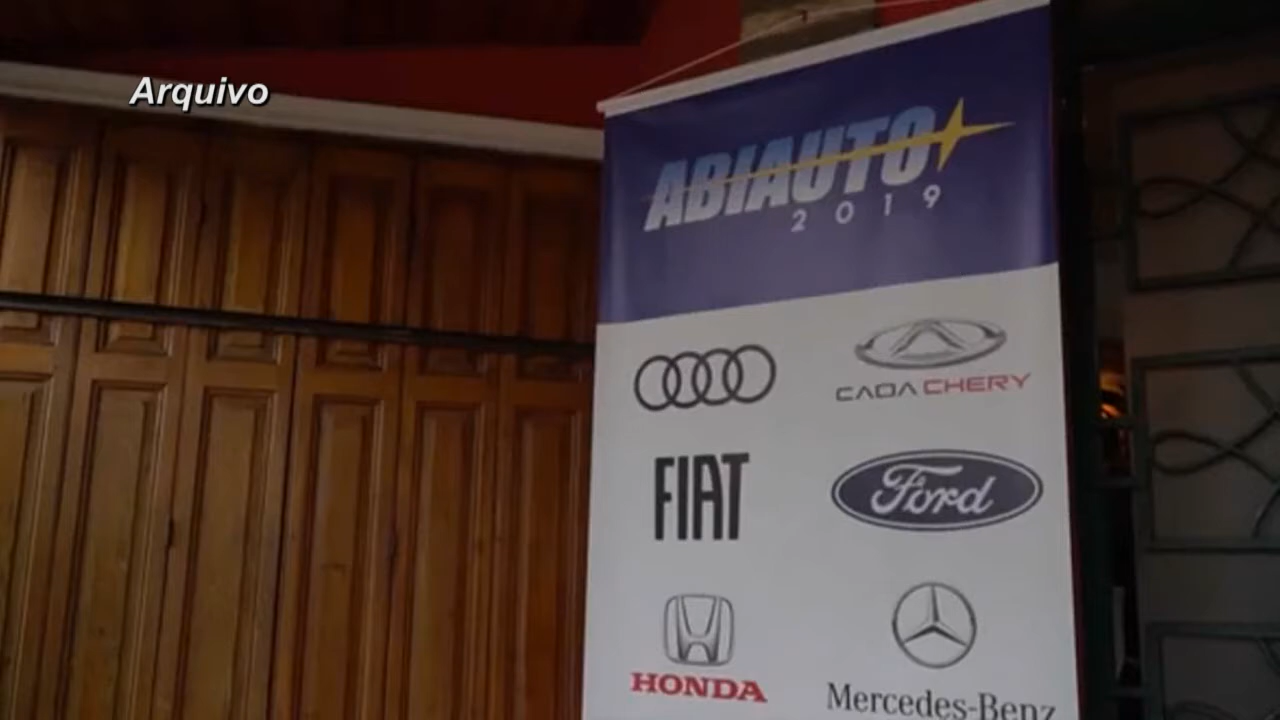 Arquivo
ABIAUTO
2019
CAOA CHERY
FIAT
Ford
HONDA
Mercedes-Benz